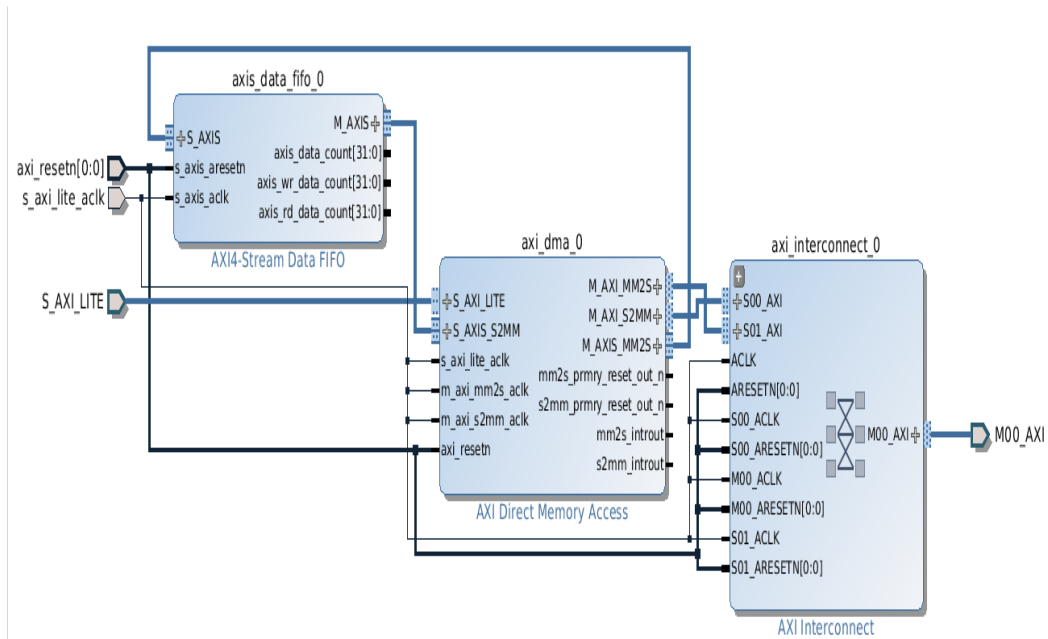 axis_data_fifo_0
S_AXIS
s_axis_aresetn
s_axis_aclk
M_AXIS
axis_data_count[31:0]
axis_wr_data_count[31:0]
axis_rd_data_count[31:0]
AXI4-Stream Data FIFO
axi_resetn[0:0]
s_axi_lite_aclk
S_AXI_LITE
axi_dma_0
S_AXI_LITE
S_AXIS_S2MM
s_axi_lite_aclk
m_axi_mm2s_aclk
m_axi_s2mm_aclk
axi_resetn
M_AXI_MM2S
M_AXI_S2MM
M_AXIS_MM2S
mm2s_prmry_reset_out_n
s2mm_prmry_reset_out_n
mm2s_introut
s2mm_introut
AXI Direct Memory Access
axi_interconnect_0
S00_AXI
S01_AXI
ACLK
ARESETN[0:0]
S00_ACLK
S00_ARESETN[0:0]
M00_ACLK
M00_ARESETN[0:0]
S01_ACLK
S01_ARESETN[0:0]
M00_AXI
AXI Interconnect
M00_AXI